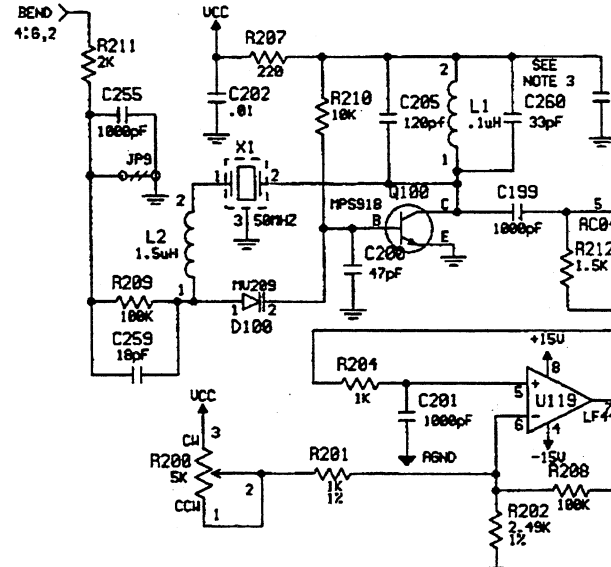 BEND
4:6,2
R211
2K
C255
1000pF
JP9
VCC
R207
220
C202
.01
R210
10K
C205
120pf
2
L1
.1uH
1
C260
33pF
SEE
NOTE 3
X1
1
2
3
50MHZ
2
L2
1.5uH
1
Q100
MPS918
B
C
E
C199
1000pF
5
R212
1.5K
C200
47pF
R209
100K
C259
18pF
MV209
1
2
D100
R204
1K
C201
1000pF
AGND
+15V
8
5
+
U119
6
-
4
-15V
7
VCC
CW
3
R200
5K
CCW
1
2
R201
1K
1%
R208
100K
R202
2.49K
1%